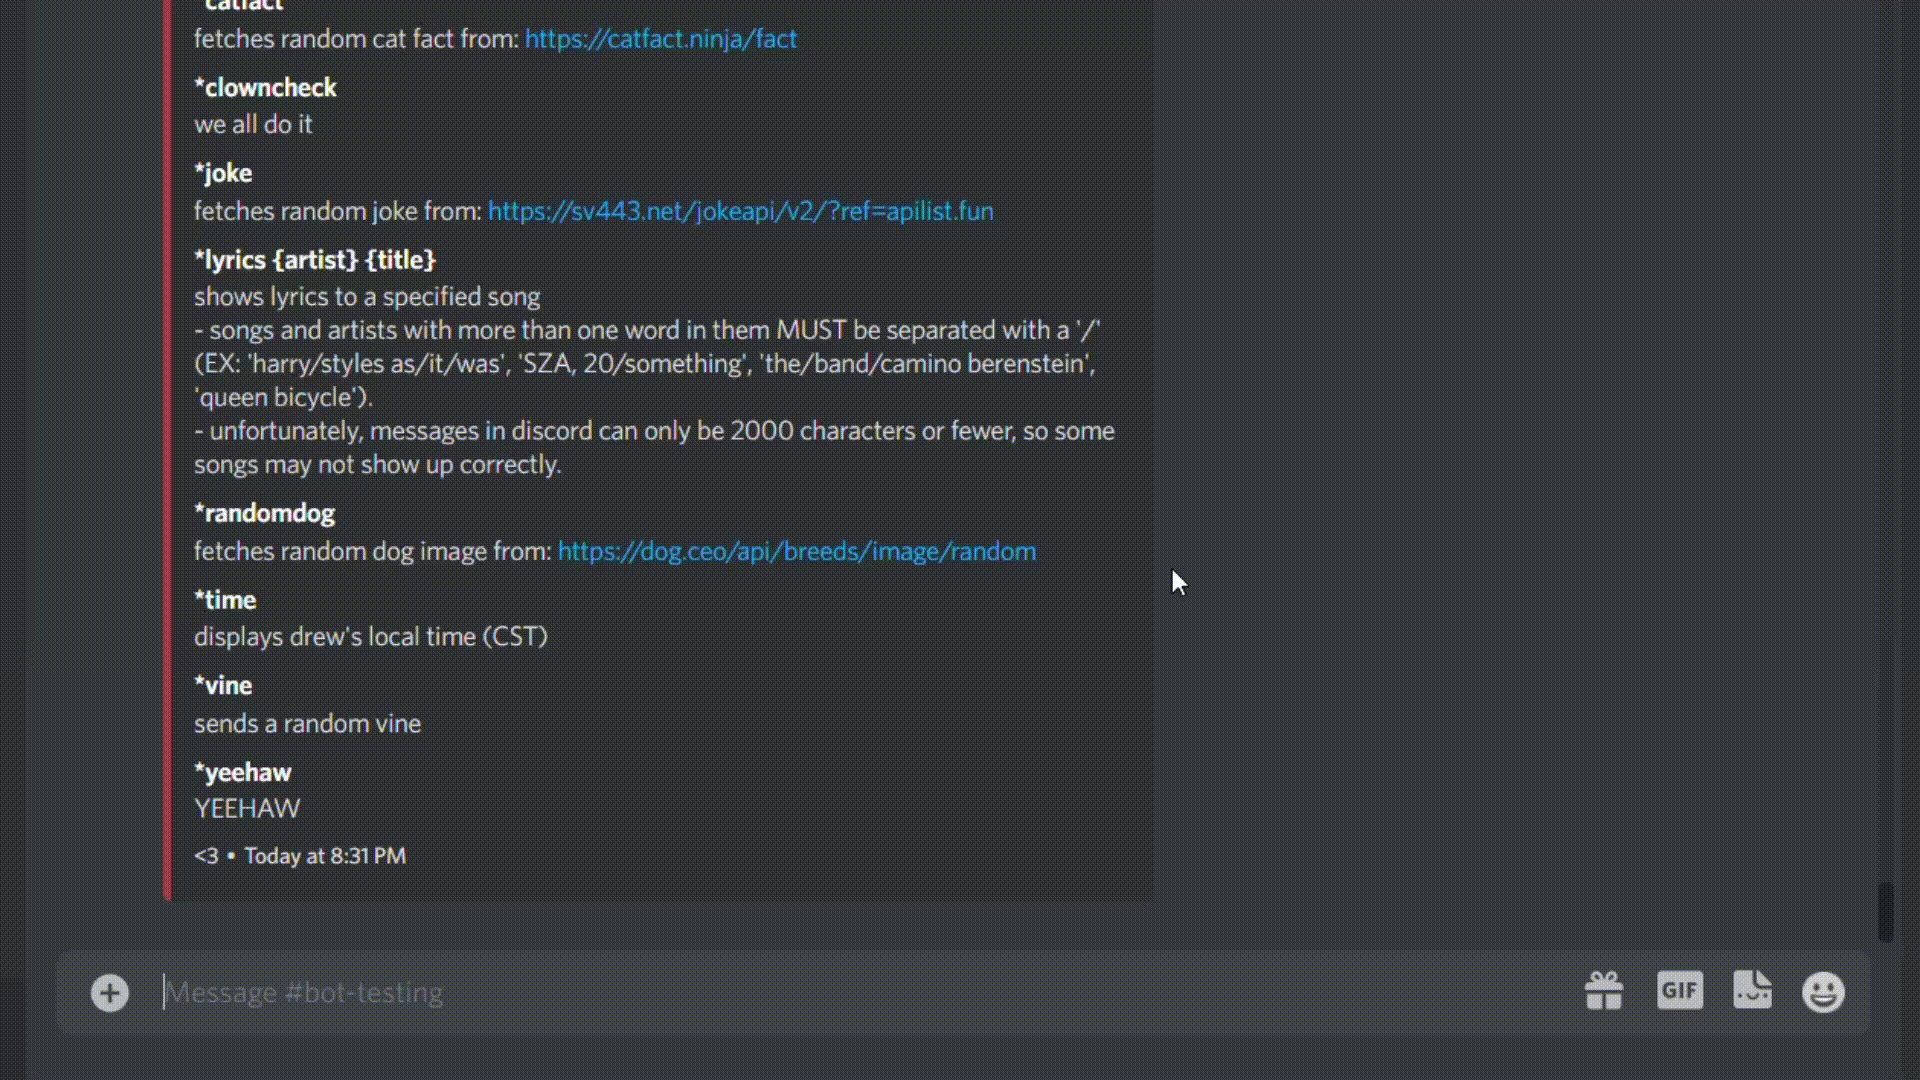 *catfact
fetches random cat fact from: https://catfact.ninja/fact
*clowncheck
we all do it
*joke
fetches random joke from: https://sv443.net/jokeapi/v2/?ref=apilist.fun
*lyrics {artist} {title}
shows lyrics to a specified song
- songs and artists with more than one word in them MUST be separated with a '/'
(EX: 'harry/styles as/it/was', 'SZA, 20/something', 'the/band/camino berenstein',
'queen bicycle').
- unfortunately, messages in discord can only be 2000 characters or fewer, so some
songs may not show up correctly.
*randomdog
fetches random dog image from: https://dog.ceo/api/breeds/image/random
*time
displays drew's local time (CST)
*vine
sends a random vine
*yeehaw
YEEHAW
<3 • Today at 8:31 PM
Message #bot-testing
GIF